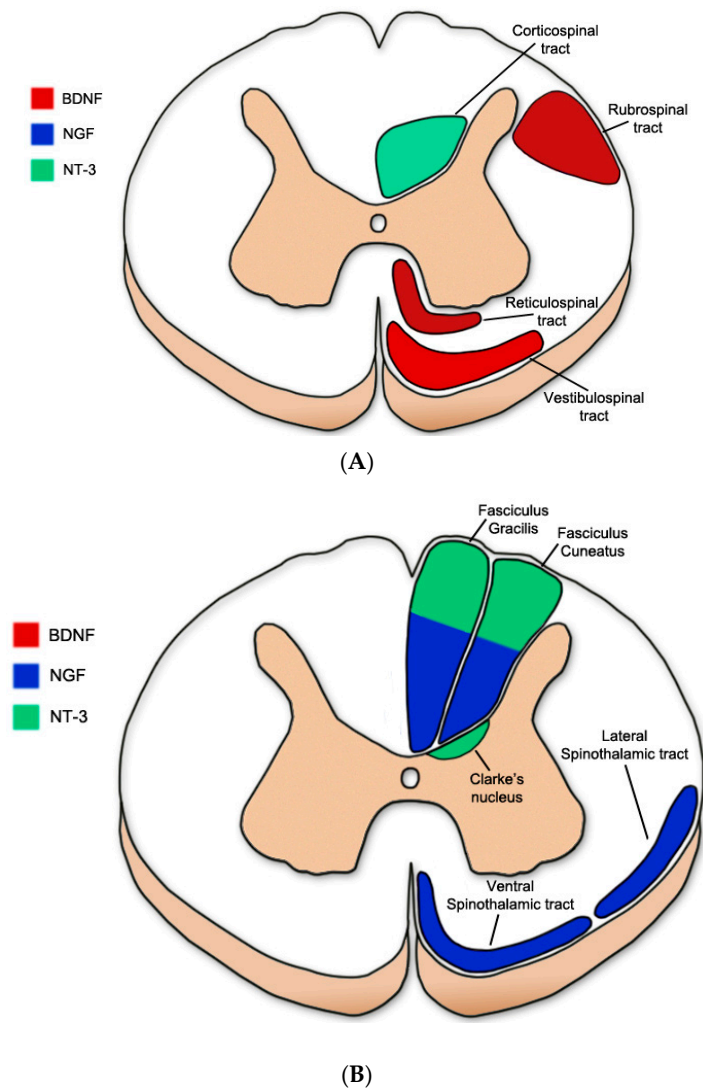 Corticospinal
tract
BDNF
NGF
NT-3
Rubrospinal
tract
Reticulospinal
tract
Vestibulospinal
tract
(A)
Fasciculus
Gracilis
Fasciculus
Cuneatus
BDNF
NGF
NT-3
Lateral
Spinothalamic tract
Clarke's
nucleus
Ventral
Spinothalamic tract
(B)